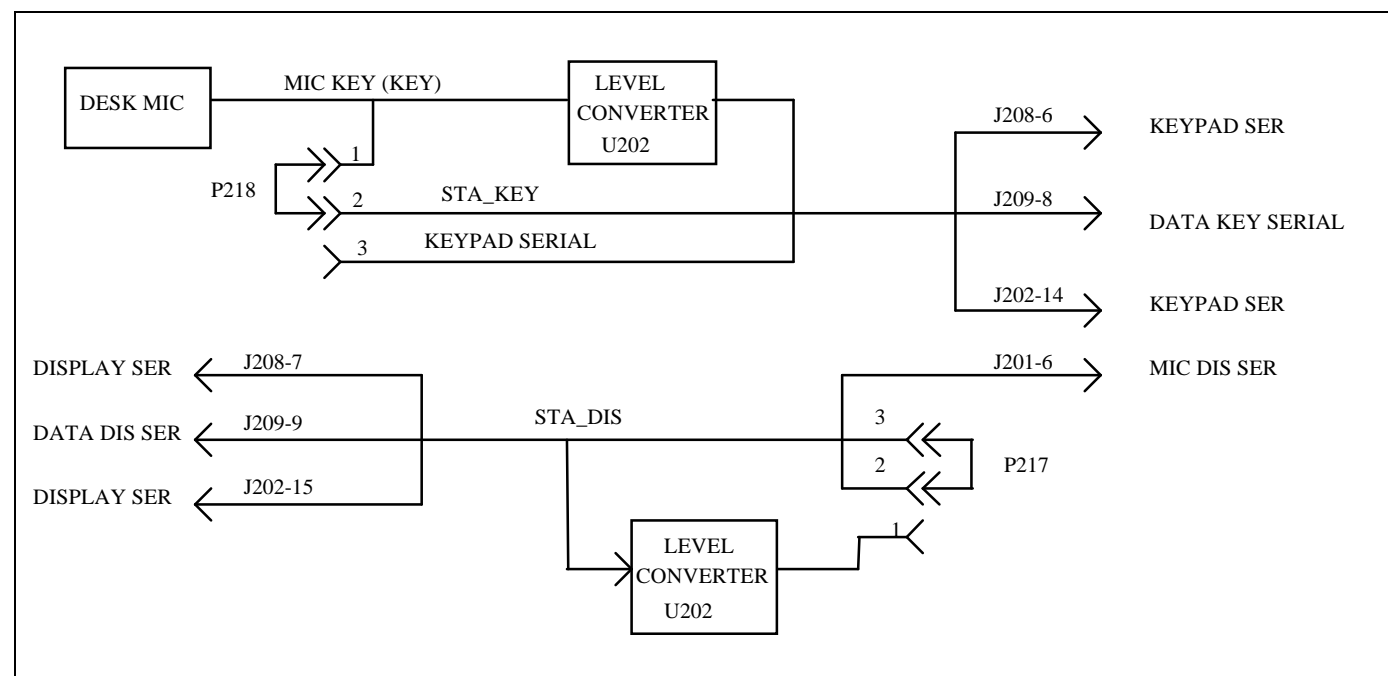 DESK MIC
MIC KEY (KEY)
LEVEL
CONVERTER
U202
P218
1
2
STA_KEY
3
KEYPAD SERIAL
J208-6
KEYPAD SER
J209-8
DATA KEY SERIAL
J202-14
KEYPAD SER
DISPLAY SER
J208-7
DATA DIS SER
J209-9
DISPLAY SER
J202-15
STA_DIS
J201-6
MIC DIS SER
3
2
P217
1
LEVEL
CONVERTER
U202